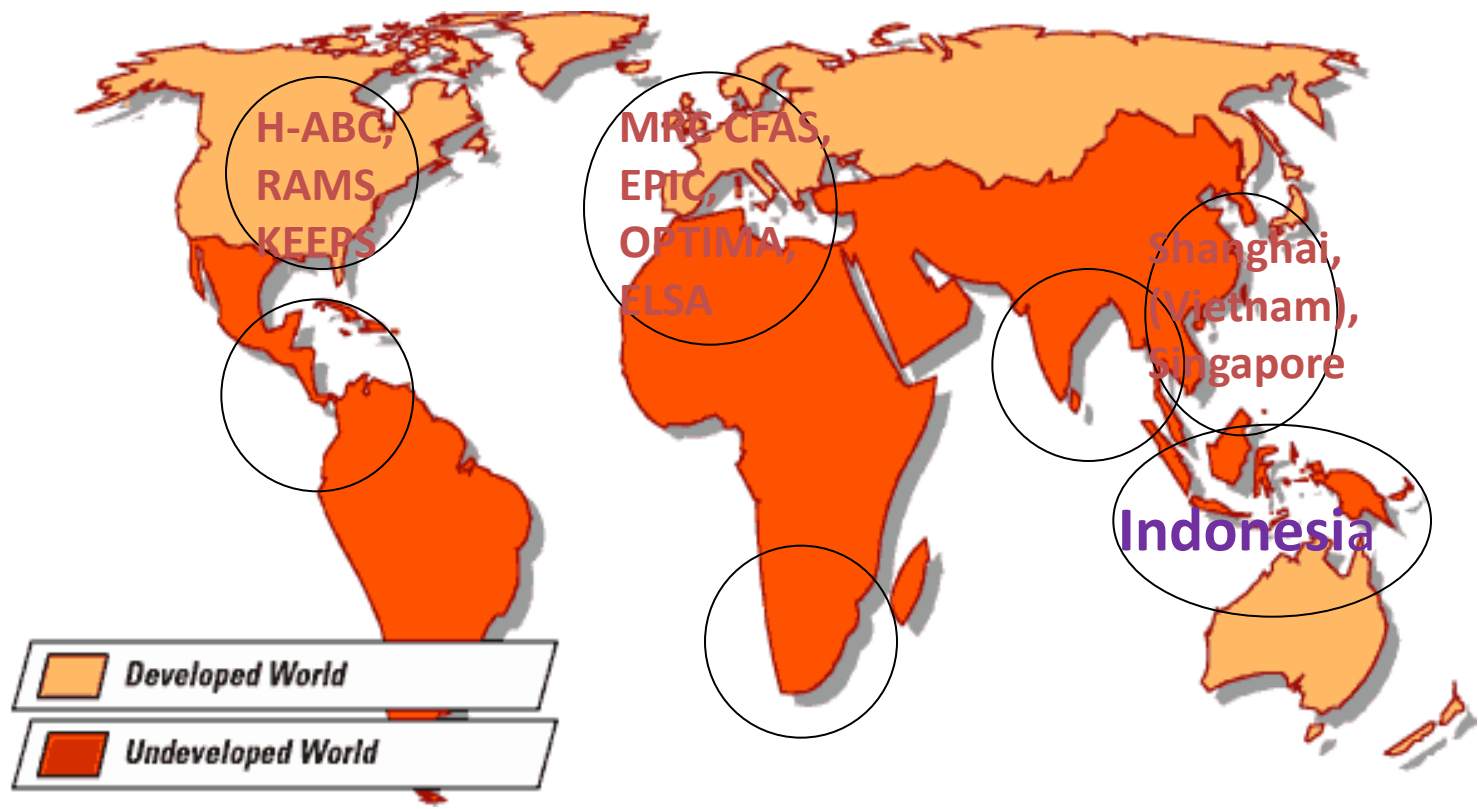 H-ABC,
RAMS
KEEPS
MRC CFAS,
EPIC,
OPTIMA,
ELSA
Shanghai,
(Vietnam),
Singapore
Indonesia
Developed World
Undeveloped World